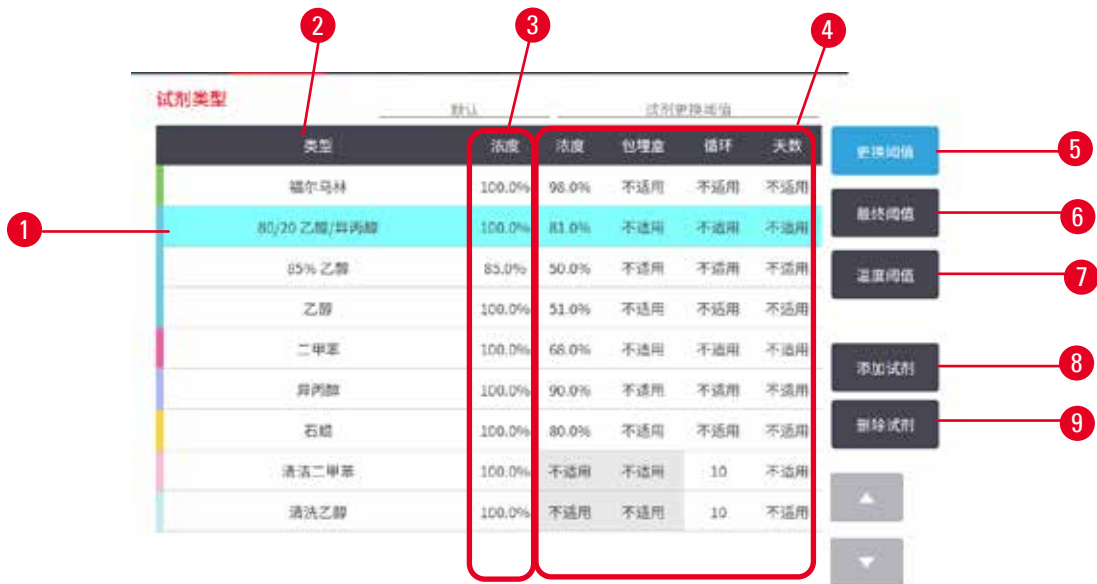 2 3 4
试剂类型
默认 试剂更换阈值
类型 浓度 浓度 包埋盒 循环 天数
更换阈值 5
福尔马林 100.0% 98.0% 不适用 不适用 不适用
最终阈值 6
1 80/20 乙醇/异丙醇 100.0% 81.0% 不适用 不适用 不适用
85% 乙醇 85.0% 50.0% 不适用 不适用 不适用
温度阈值 7
乙醇 100.0% 51.0% 不适用 不适用 不适用
二甲苯 100.0% 68.0% 不适用 不适用 不适用
添加试剂 8
异丙醇 100.0% 90.0% 不适用 不适用 不适用
石蜡 100.0% 80.0% 不适用 不适用 不适用
删除试剂 9
清洁二甲苯 100.0% 不适用 不适用 10 不适用
清洗乙醇 100.0% 不适用 不适用 10 不适用